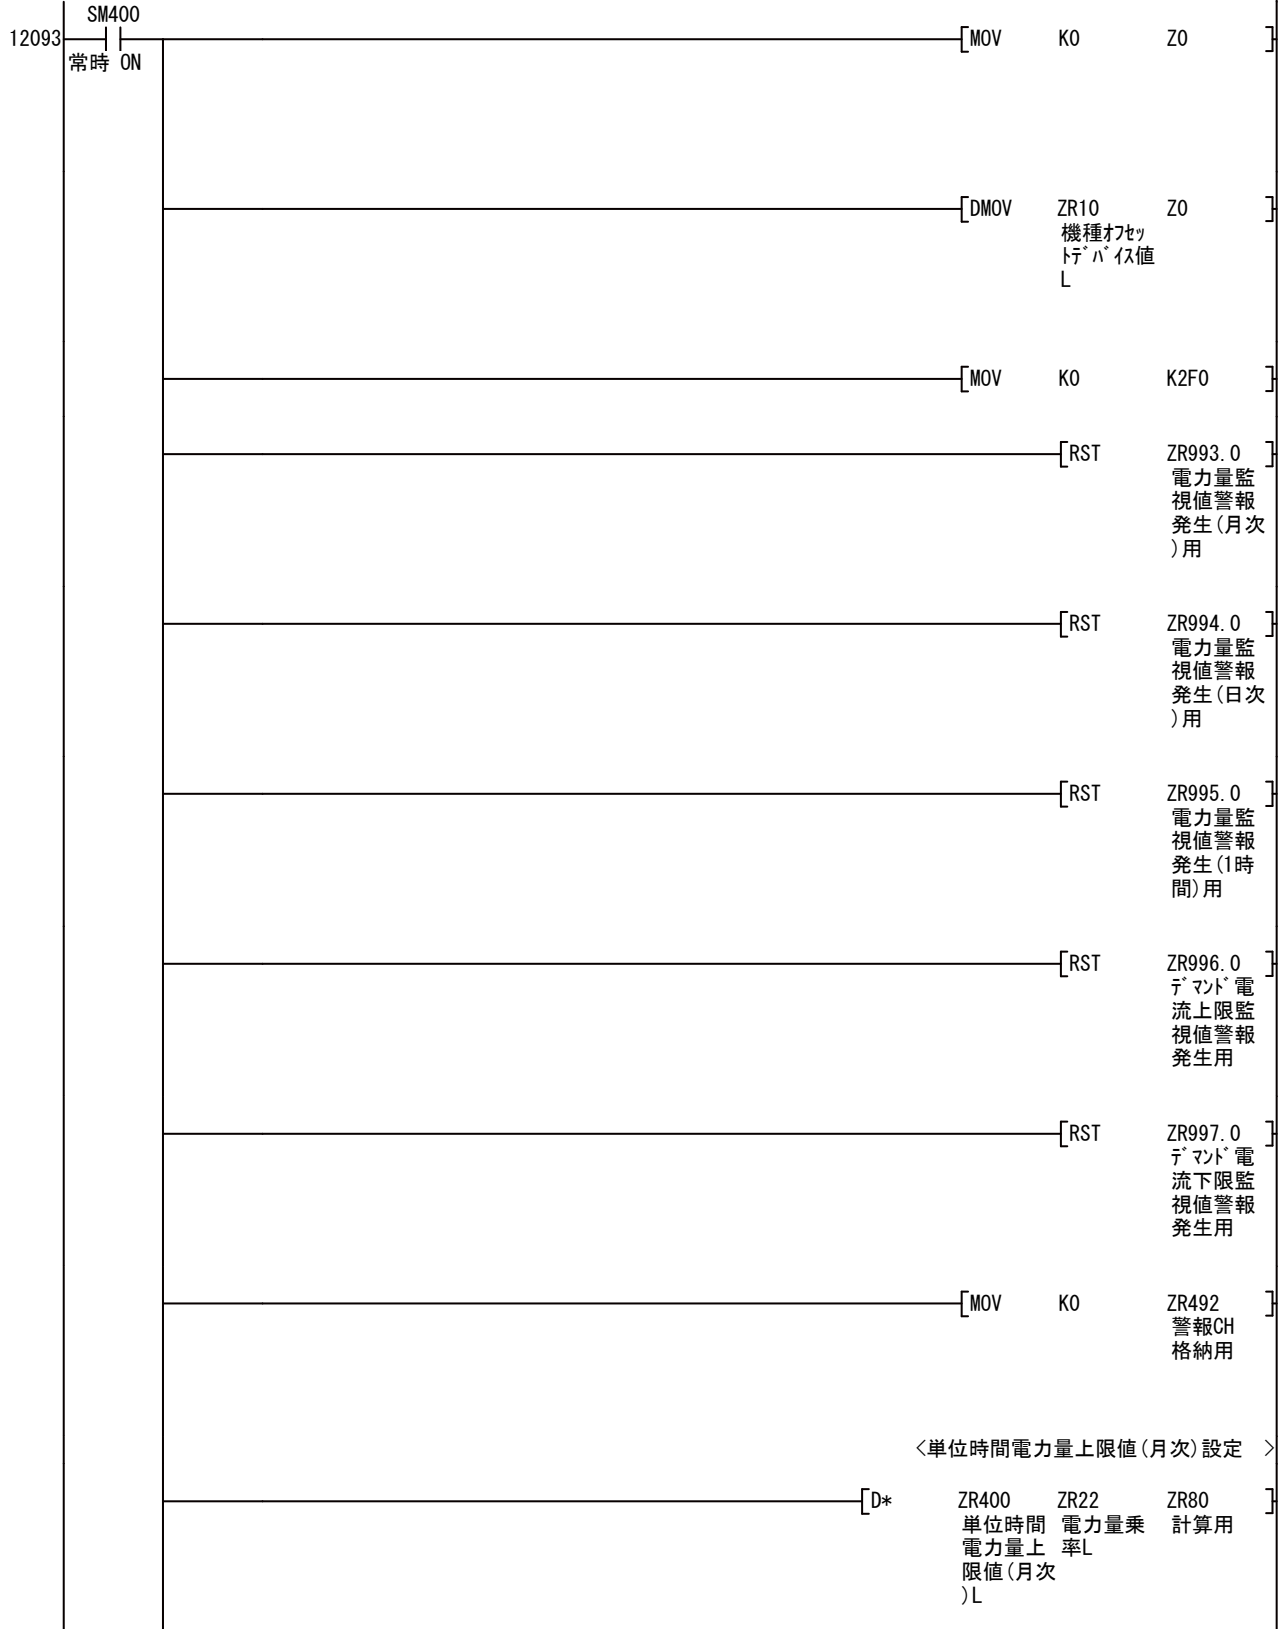 SM400
12093
常時 ON
[MOV K0 Z0 ]
[DMOV ZR10 Z0 ]
機種ｵﾌｾｯ
ﾄﾃﾞﾊﾞｲｽ値
L
[MOV K0 K2F0 ]
[RST ZR993.0 ]
電力量監
視値警報
発生(月次
)用
[RST ZR994.0 ]
電力量監
視値警報
発生(日次
)用
[RST ZR995.0 ]
電力量監
視値警報
発生(1時
間)用
[RST ZR996.0 ]
ﾃﾞﾏﾝﾄﾞ電
流上限監
視値警報
発生用
[RST ZR997.0 ]
ﾃﾞﾏﾝﾄﾞ電
流下限監
視値警報
発生用
[MOV K0 ZR492 ]
警報CH
格納用
<単位時間電力量上限値(月次)設定 >
[D* ZR400 ZR22 ZR80 ]
単位時間 電力量乗 計算用
電力量上 率L
限値(月次
)L